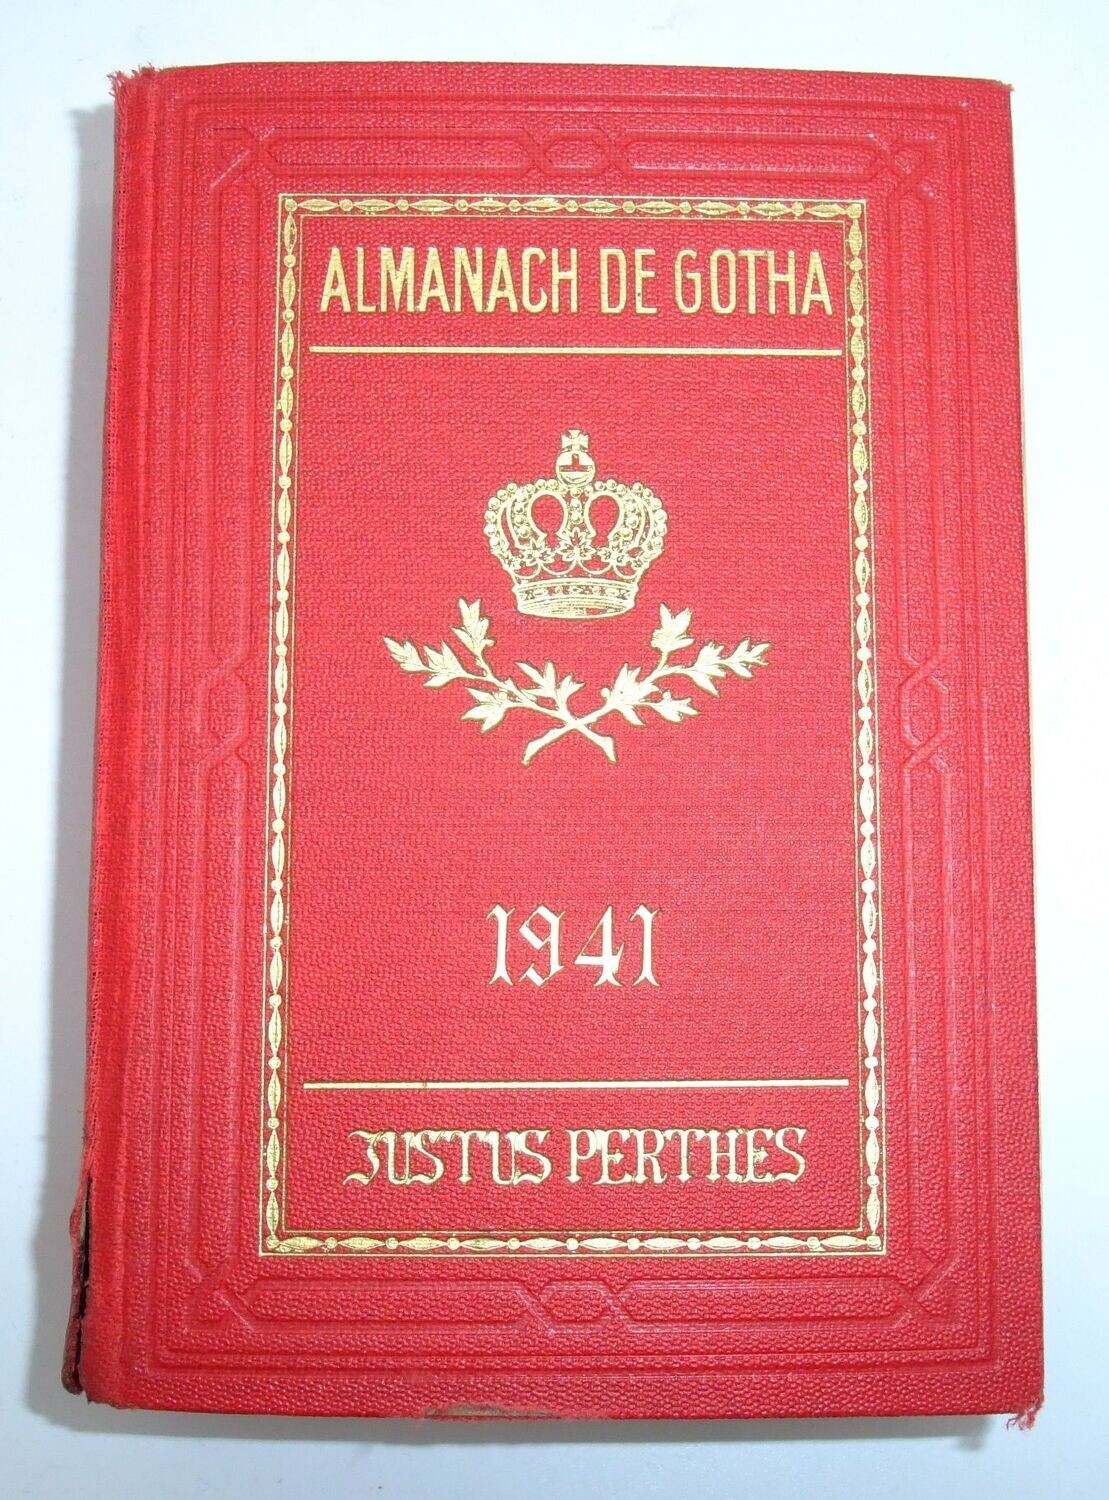 ALMANACH DE GOTHA
1941
JUSTUS PERTHES